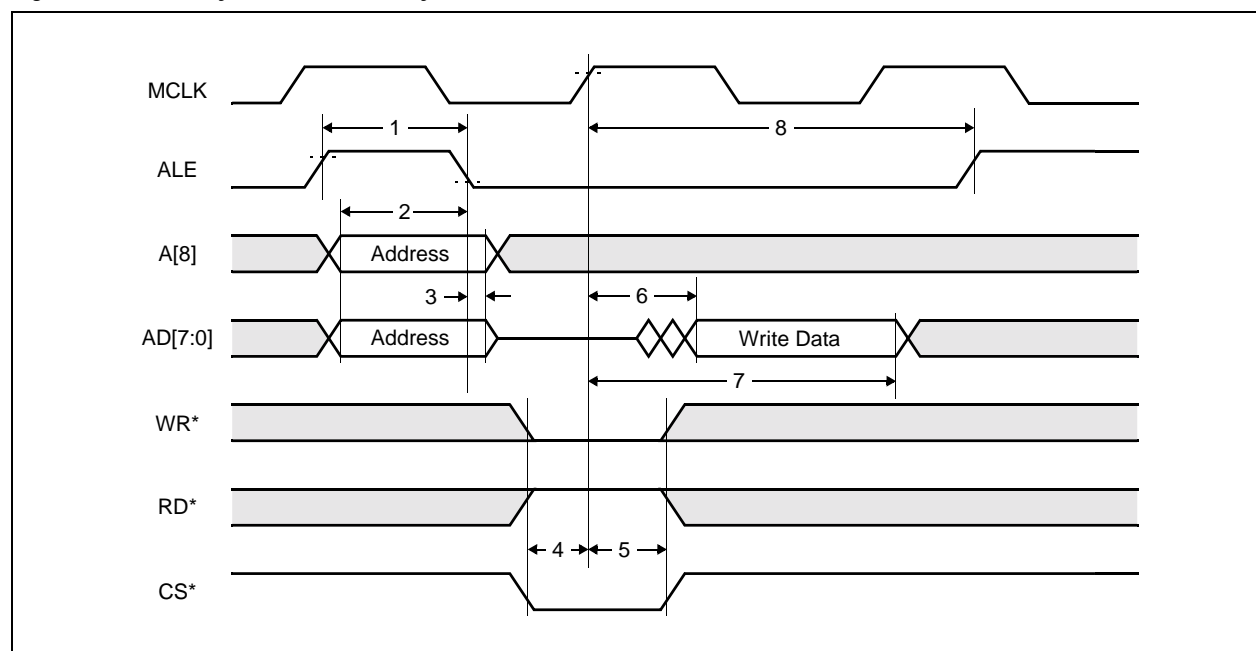 MCLK
1
8
ALE
2
A[8]
Address
3
6
AD[7:0]
Address
Write Data
7
WR*
RD*
4
5
CS*